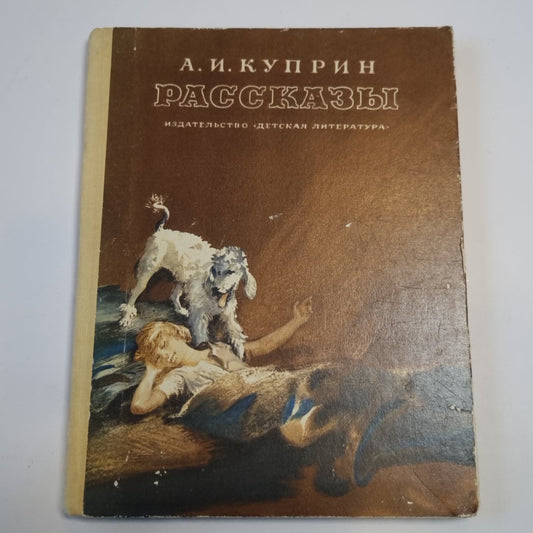 А. И. КУПРИН
РАССКАЗЫ
ИЗДАТЕЛЬСТВО «ДЕТСКАЯ ЛИТЕРАТУРА»